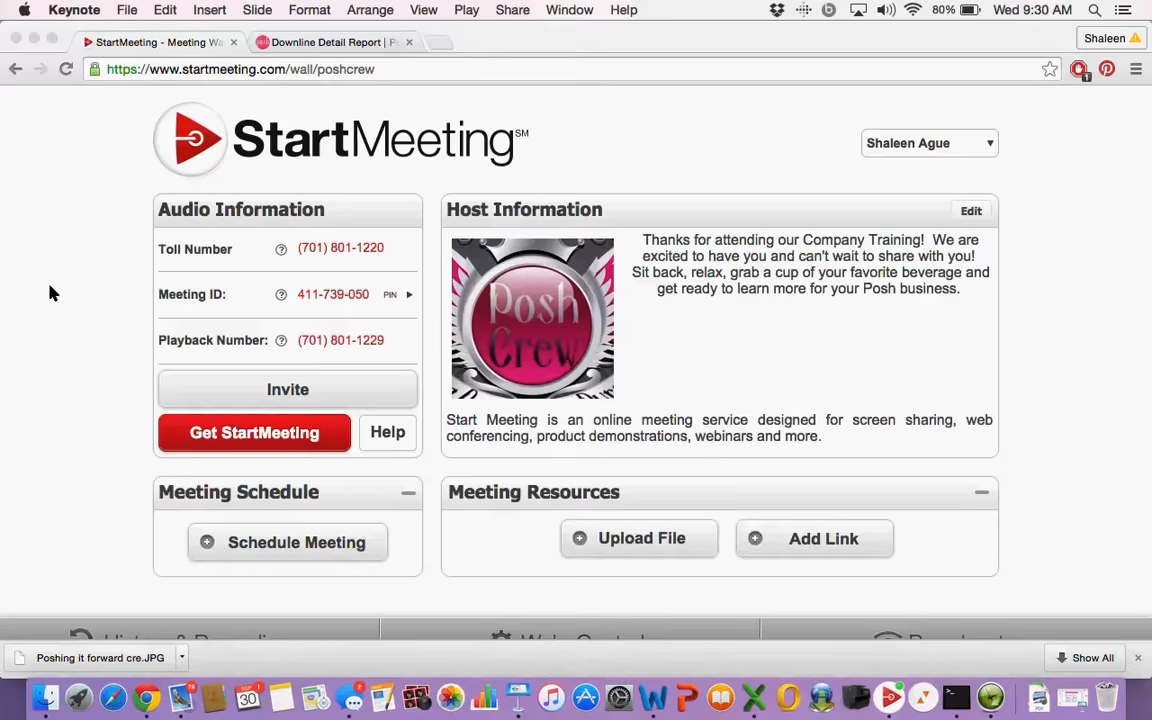 Keynote File Edit Insert Slide Format Arrange View Play Share Window Help 80% Wed 9:30 AM
StartMeeting - Meeting Wa Downline Detail Report | P Shaleen
https://www.startmeeting.com/wall/poshcrew
StartMeeting SM
Shaleen Ague
Audio Information
Toll Number (701) 801-1220
Meeting ID: 411-739-050 PIN
Playback Number: (701) 801-1229
Invite
Get StartMeeting Help
Host Information Edit
Posh
Crew
Thanks for attending our Company Training! We are
excited to have you and can't wait to share with you!
Sit back, relax, grab a cup of your favorite beverage and
get ready to learn more for your Posh business.
Start Meeting is an online meeting service designed for screen sharing, web
conferencing, product demonstrations, webinars and more.
Meeting Schedule
Schedule Meeting
Meeting Resources
Upload File Add Link
Poshing it forward cre.JPG Show All
SEP 30